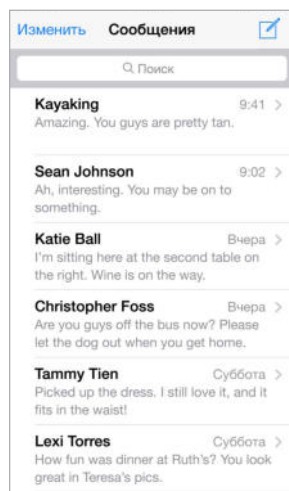 Изменить Сообщения
Поиск
Kayaking 9:41
Amazing. You guys are pretty tan.
Sean Johnson 9:02
Ah, interesting. You may be on to
something.
Katie Ball Вчера
I'm sitting here at the second table on
the right. Wine is on the way.
Christopher Foss Вчера
Are you guys off the bus now? Please
let the dog out when you get home.
Tammy Tien Суббота
Picked up the dress. I still love it, and it
fits in the waist!
Lexi Torres Суббота
How fun was dinner at Ruth's? You look
great in Teresa's pics.